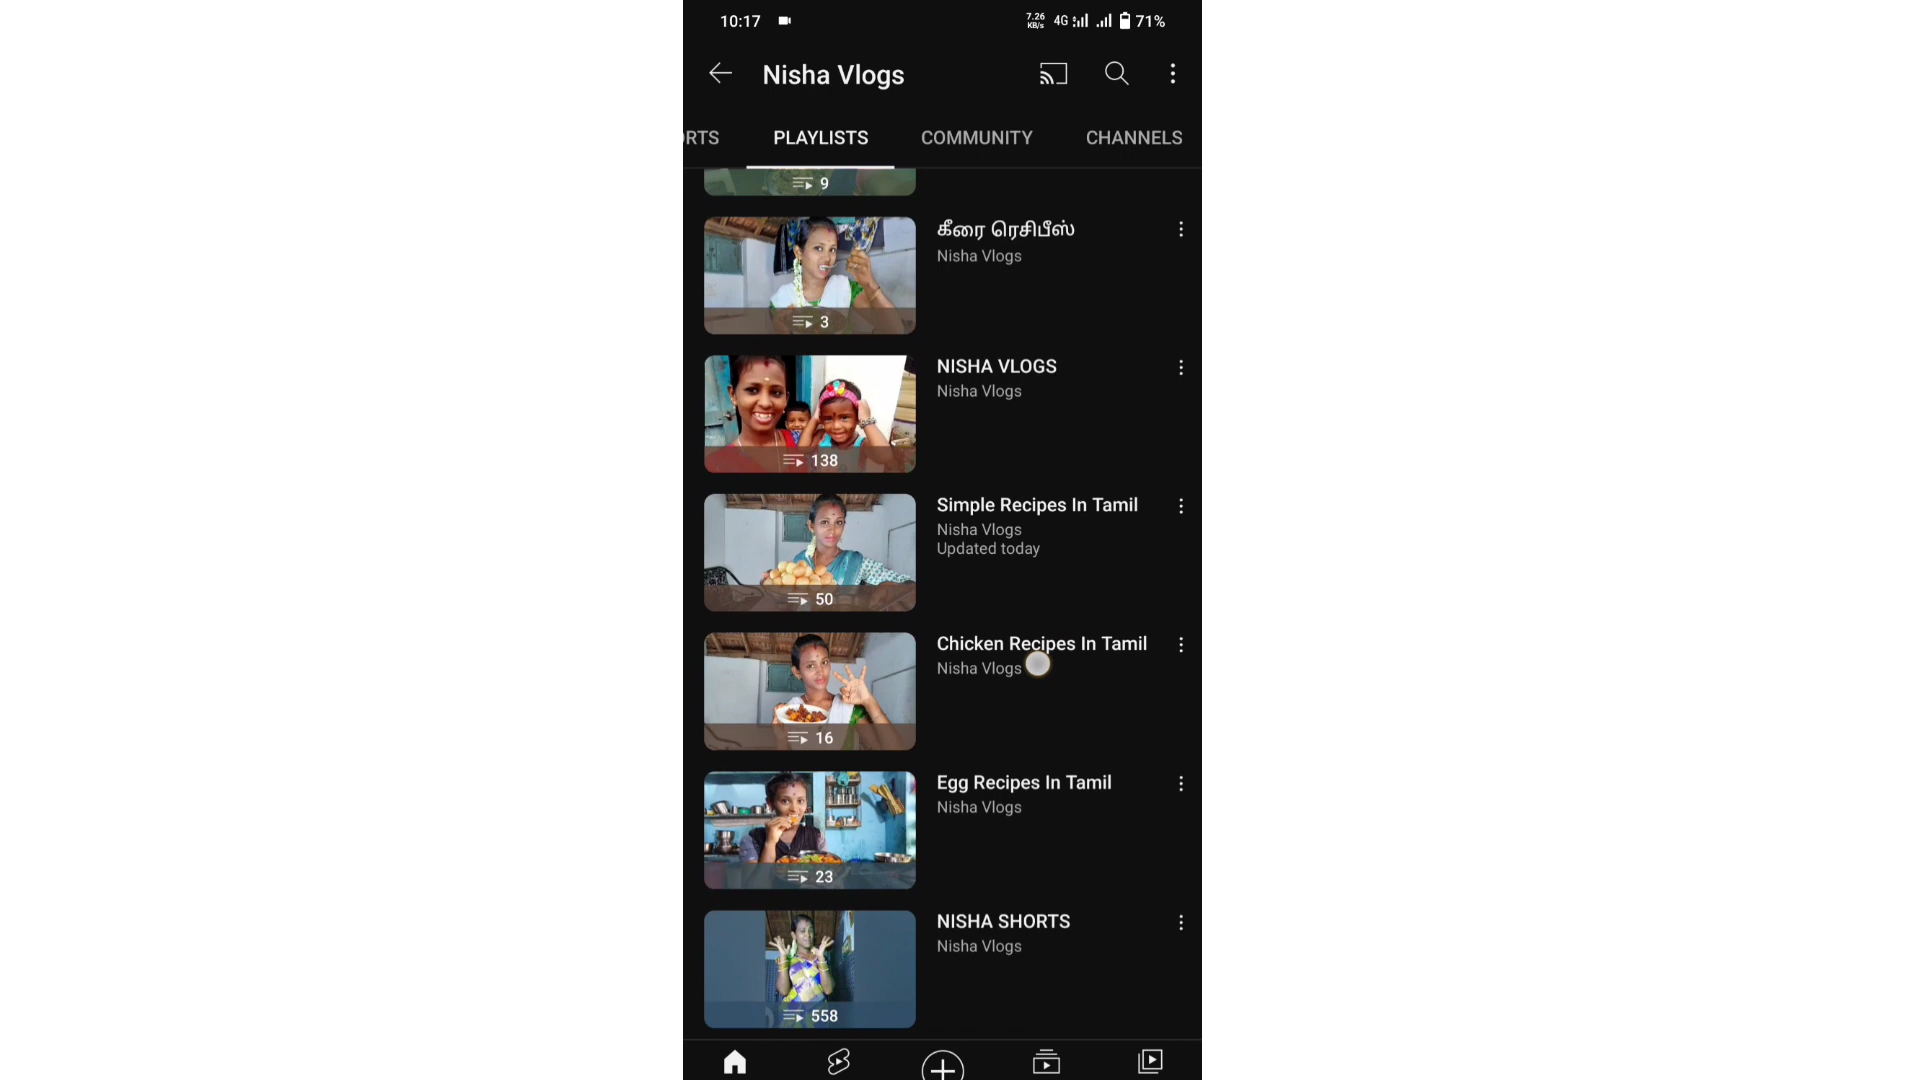 10:17 7.26 KB/s 4G 71%
Nisha Vlogs
ORTS PLAYLISTS COMMUNITY CHANNELS
9
கீரை ரெசிபீஸ்
Nisha Vlogs
3
NISHA VLOGS
Nisha Vlogs
138
Simple Recipes In Tamil
Nisha Vlogs
Updated today
50
Chicken Recipes In Tamil
Nisha Vlogs
16
Egg Recipes In Tamil
Nisha Vlogs
23
NISHA SHORTS
Nisha Vlogs
558